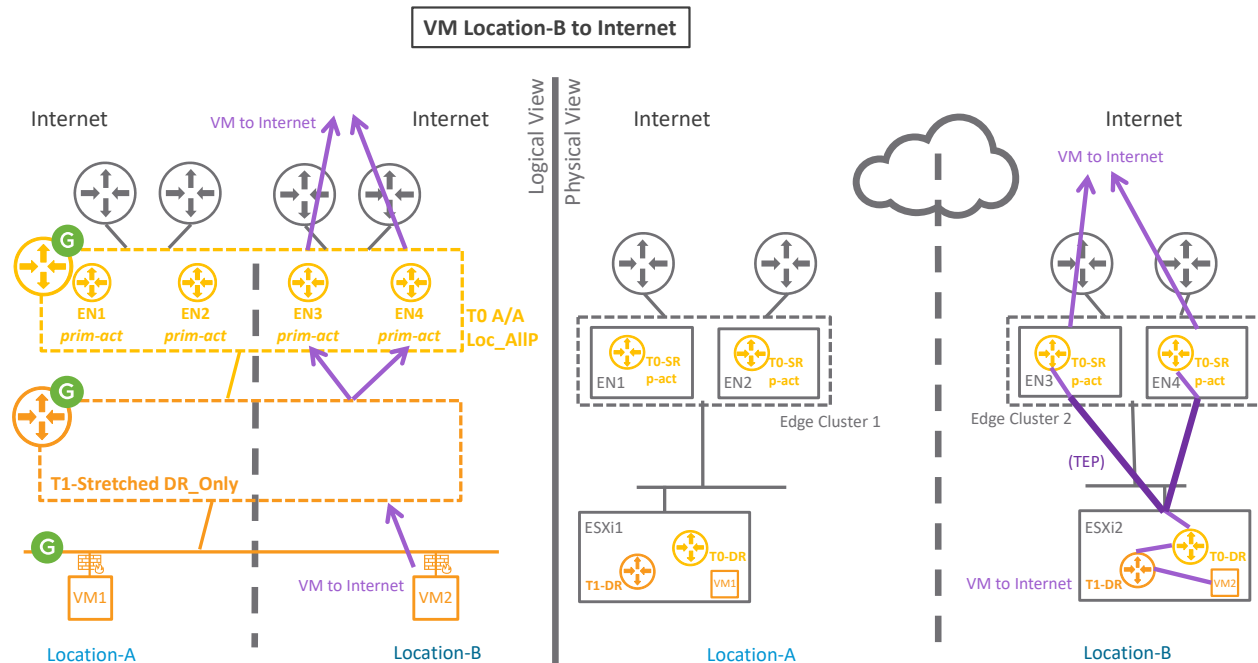 VM Location-B to Internet
Logical View
Physical View
Internet
VM to Internet
Internet
G
EN1
prim-act
EN2
prim-act
EN3
prim-act
EN4
prim-act
T0 A/A
Loc_AllP
G
T1-Stretched DR_Only
G
VM to Internet
VM1
VM2
Location-A
Location-B
Internet
Internet
VM to Internet
T0-SR
p-act
EN1
T0-SR
p-act
EN2
Edge Cluster 1
T0-SR
p-act
EN3
T0-SR
p-act
EN4
Edge Cluster 2
(TEP)
ESXi1
T0-DR
T1-DR
VM1
ESXi2
T0-DR
T1-DR
VM2
VM to Internet
Location-A
Location-B